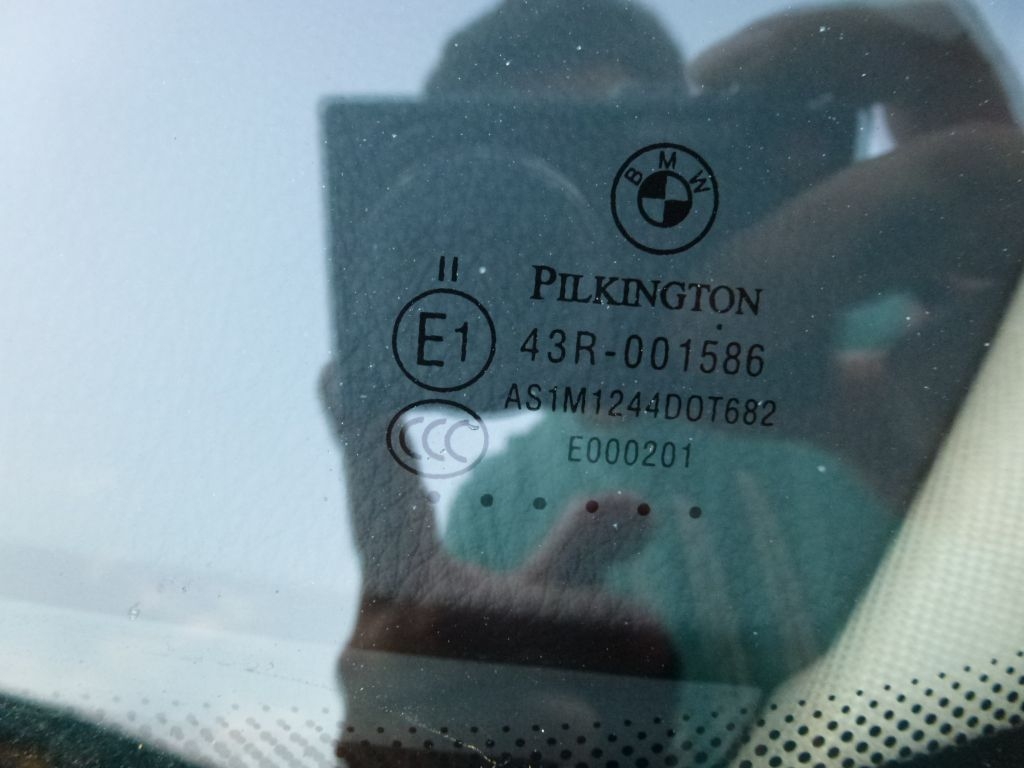 BMW
PILKINGTON
II
E1
43R-001586
AS1M1244DOT682
CCC
E000201